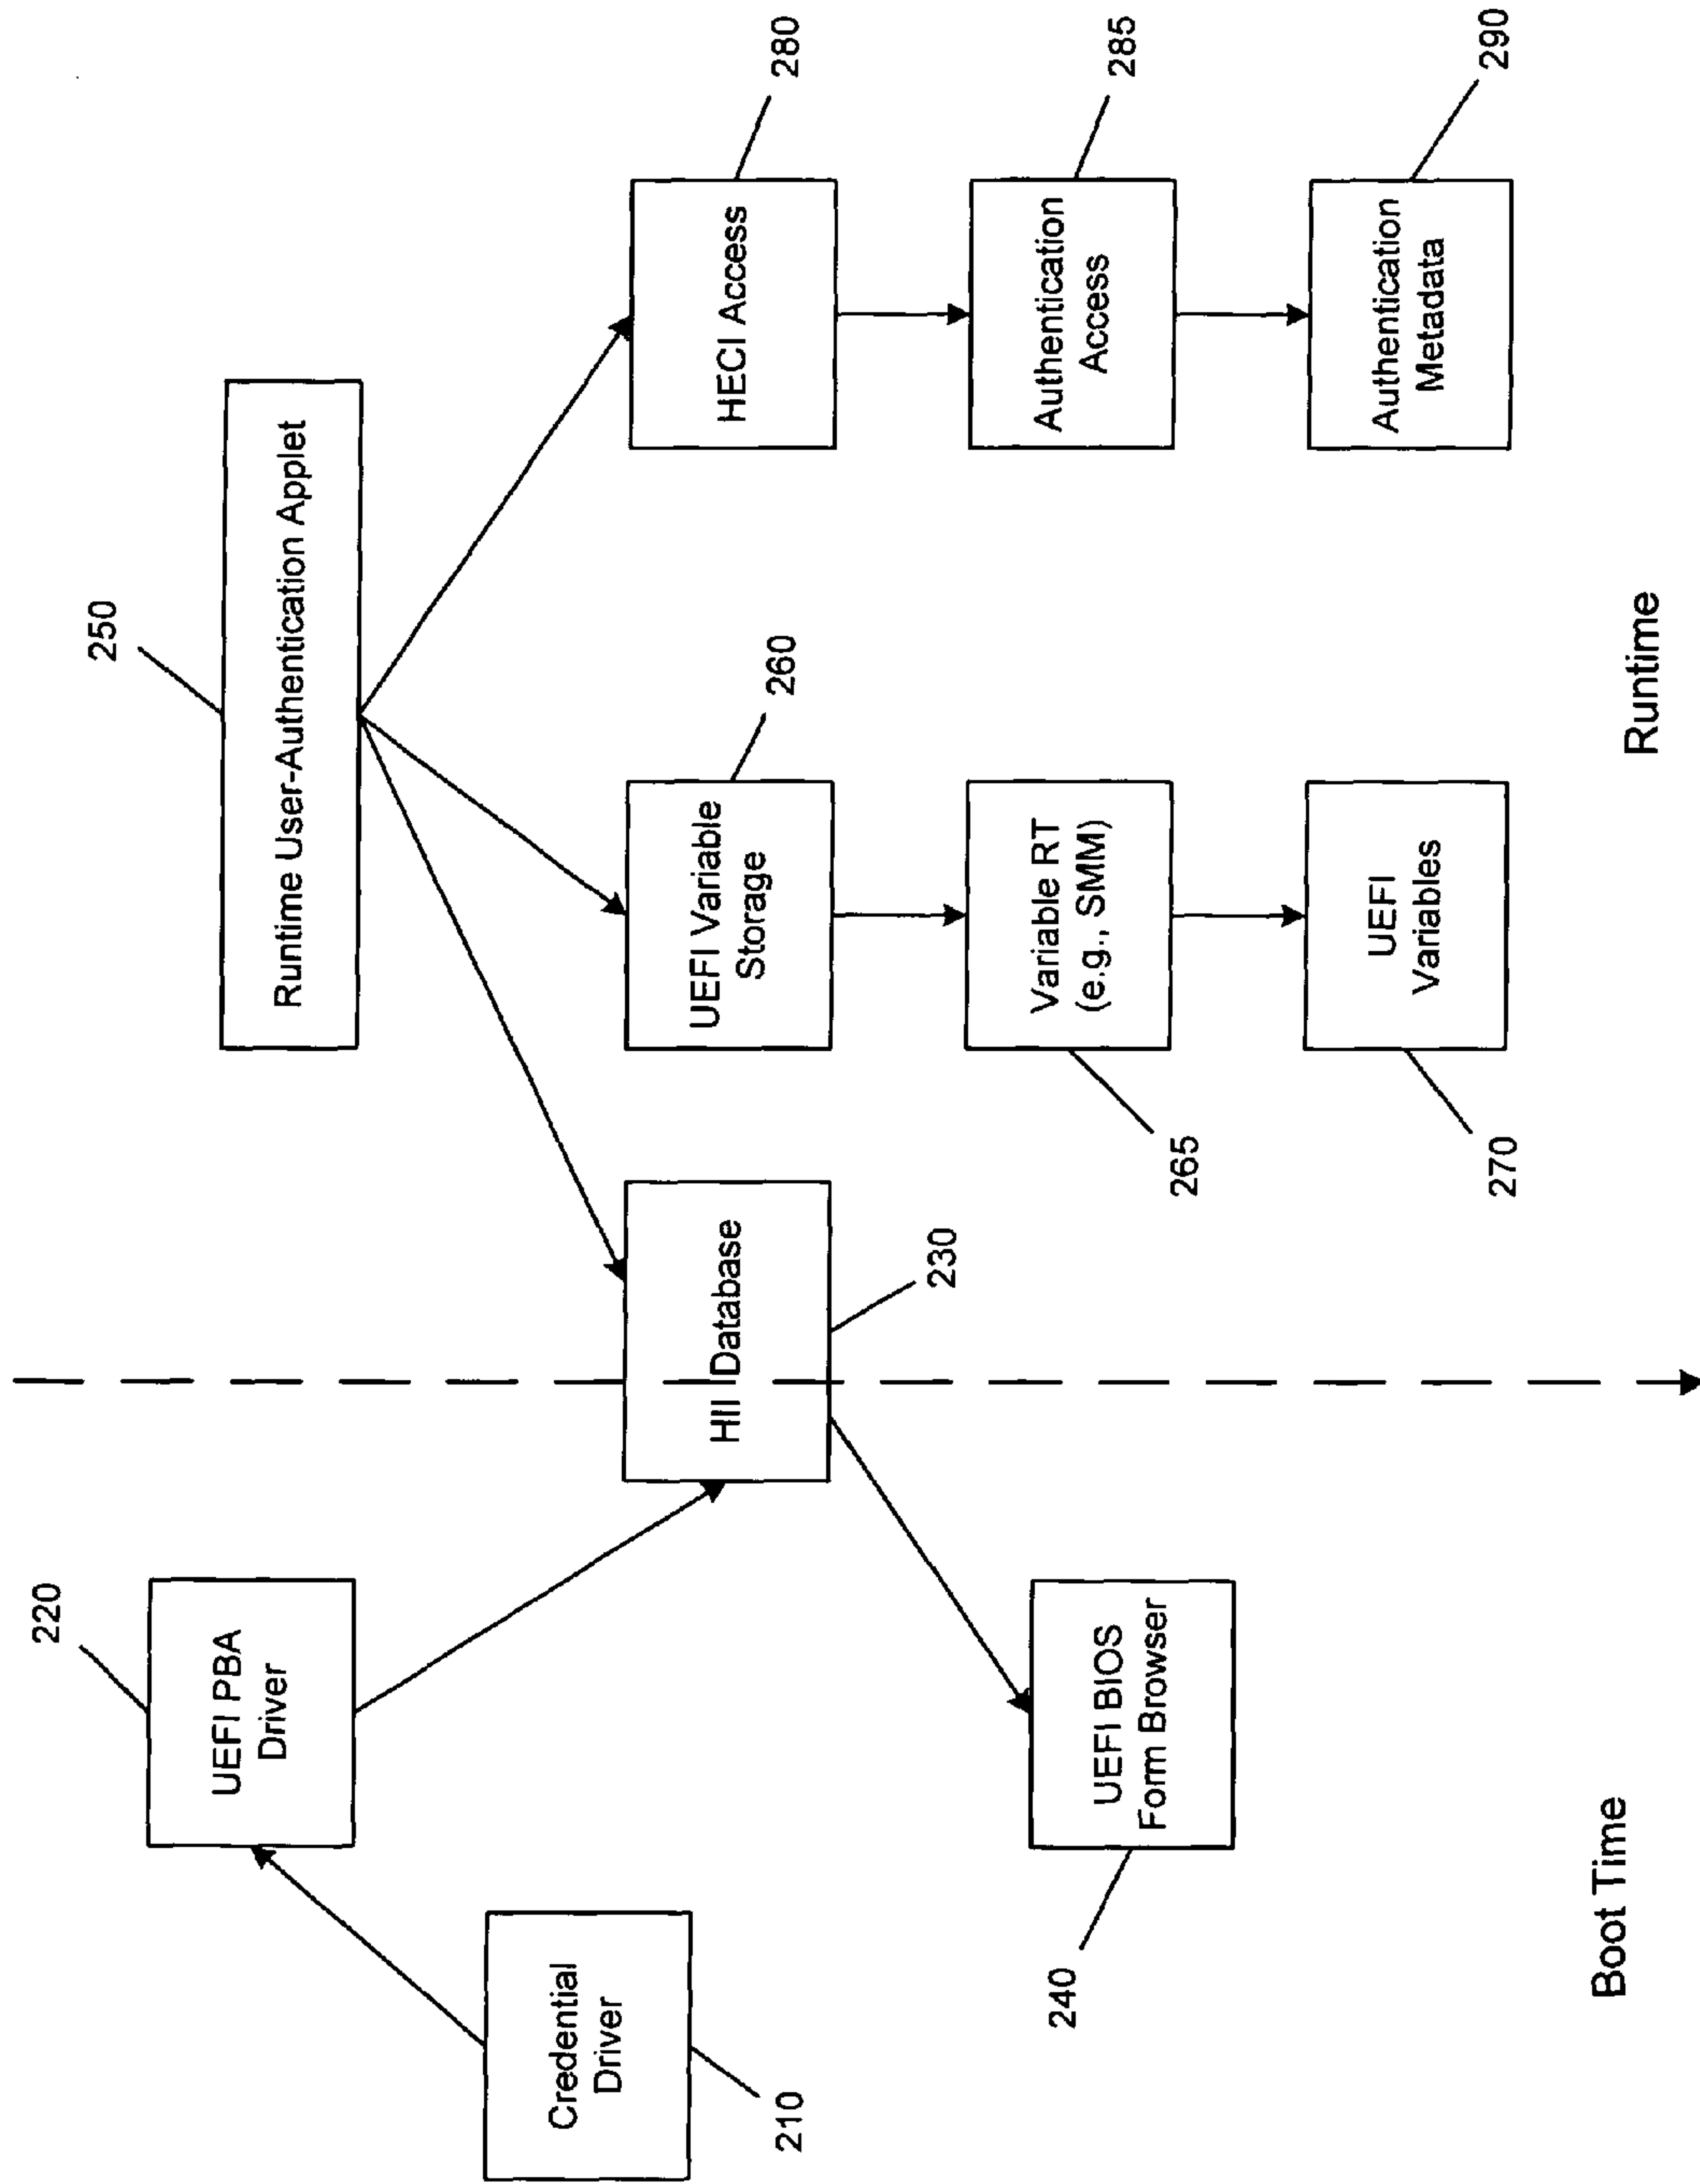 220
UEFI PBA
Driver
250
Runtime User-Authentication Applet
Credential
Driver
210
HII Database
230
UEFI Variable
Storage
260
HECI Access
280
UEFI BIOS
Form Browser
240
Variable RT
(e.g., SMM)
265
Authentication
Access
285
UEFI
Variables
270
Authentication
Metadata
290
Boot Time
Runtime